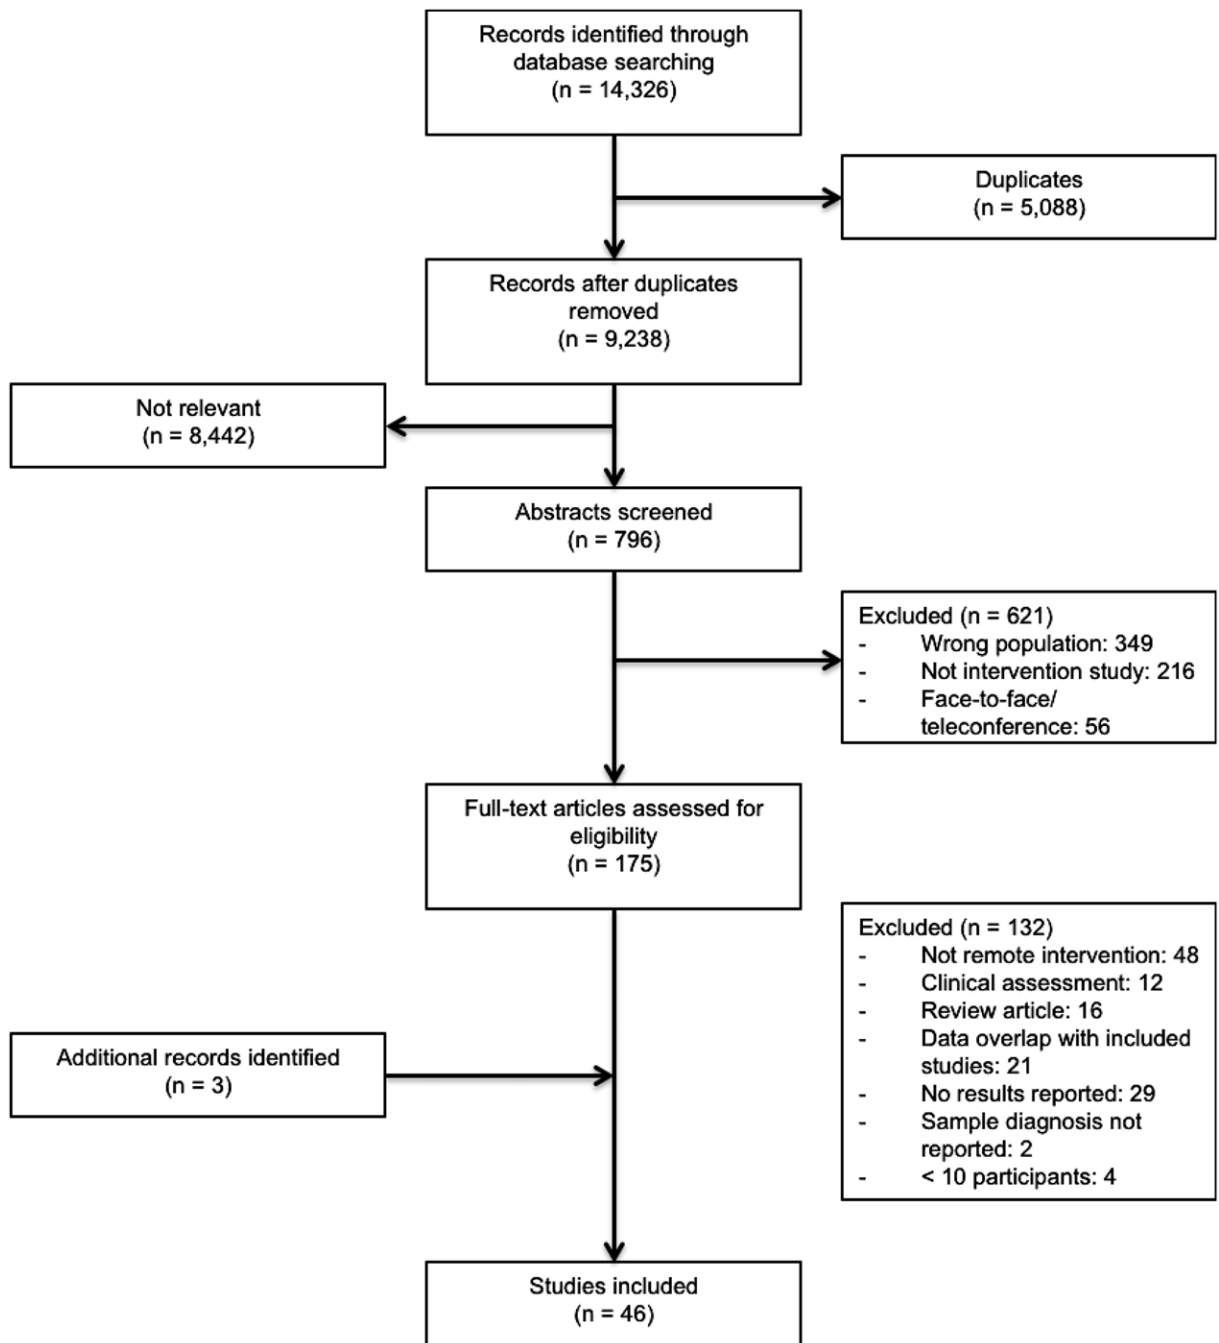 Records identified through
database searching
(n = 14,326)
Duplicates
(n = 5,088)
Records after duplicates
removed
(n = 9,238)
Not relevant
(n = 8,442)
Abstracts screened
(n = 796)
Excluded (n = 621)
- Wrong population: 349
- Not intervention study: 216
- Face-to-face/
teleconference: 56
Full-text articles assessed for
eligibility
(n = 175)
Excluded (n = 132)
- Not remote intervention: 48
- Clinical assessment: 12
- Review article: 16
- Data overlap with included
studies: 21
- No results reported: 29
- Sample diagnosis not
reported: 2
- < 10 participants: 4
Additional records identified
(n = 3)
Studies included
(n = 46)